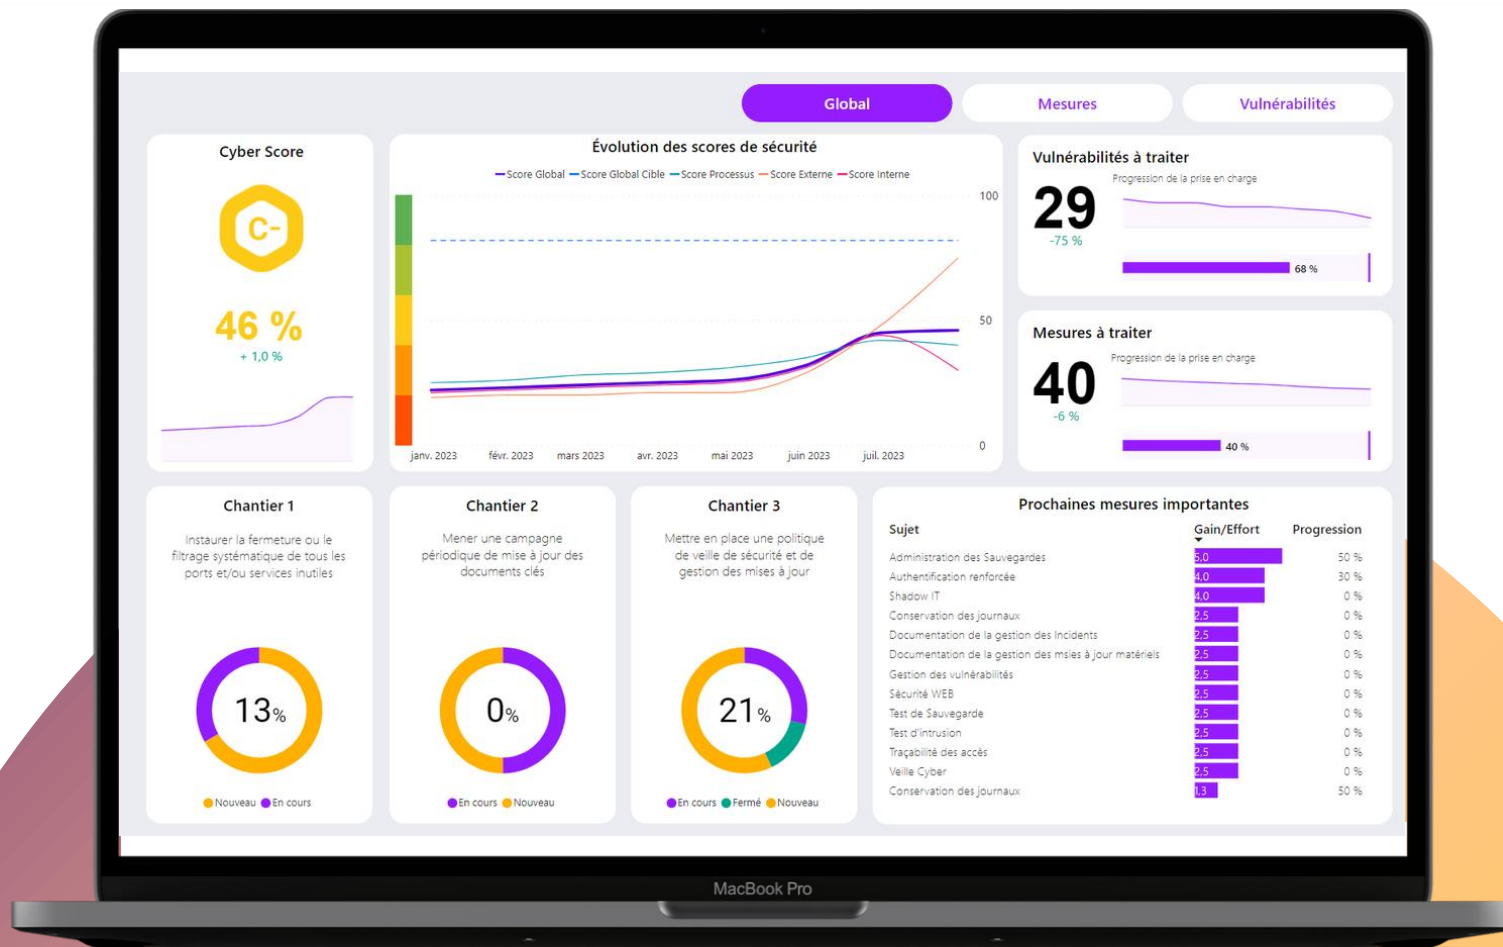 Global
Mesures
Vulnérabilités
Cyber Score
C-
46 %
+ 1,0 %
Évolution des scores de sécurité
Score Global Score Global Cible Score Processus Score Externe Score Interne
100
50
0
janv. 2023 févr. 2023 mars 2023 avr. 2023 mai 2023 juin 2023 juil. 2023
Vulnérabilités à traiter
Progression de la prise en charge
29
-75 %
68 %
Mesures à traiter
Progression de la prise en charge
40
-6 %
40 %
Chantier 1
Instaurer la fermeture ou le
filtrage systématique de tous les
ports et/ou services inutiles
13%
Nouveau En cours
Chantier 2
Mener une campagne
périodique de mise à jour des
documents clés
0%
En cours Nouveau
Chantier 3
Mettre en place une politique
de veille de sécurité et de
gestion des mises à jour
21%
En cours Fermé Nouveau
Prochaines mesures importantes
Sujet Gain/Effort Progression
Administration des Sauvegardes 5,0 50 %
Authentification renforcée 4,0 30 %
Shadow IT 4,0 0 %
Conservation des journaux 2,5 0 %
Documentation de la gestion des Incidents 2,5 0 %
Documentation de la gestion des msies à jour matériels 2,5 0 %
Gestion des vulnérabilités 2,5 0 %
Sécurité WEB 2,5 0 %
Test de Sauvegarde 2,5 0 %
Test d'intrusion 2,5 0 %
Traçabilité des accès 2,5 0 %
Veille Cyber 2,5 0 %
Conservation des journaux 1,3 50 %
MacBook Pro